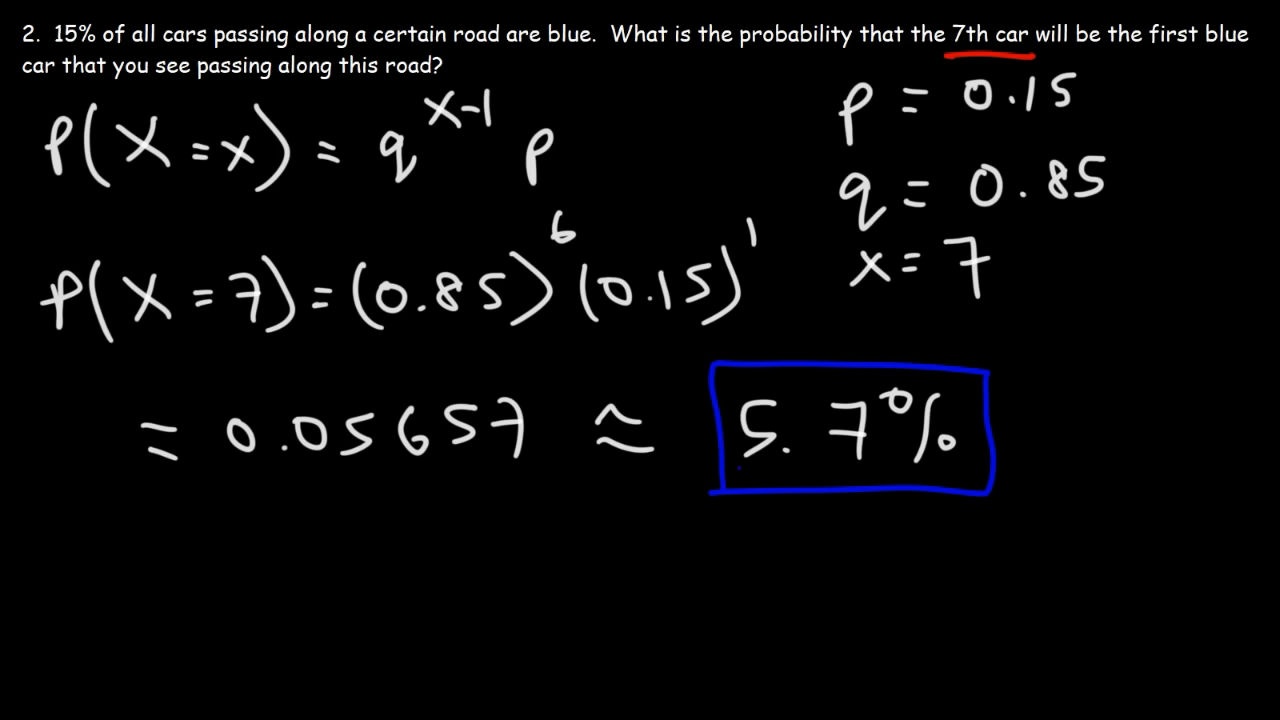 2. 15% of all cars passing along a certain road are blue. What is the probability that the 7th car will be the first blue
car that you see passing along this road?
p = 0.15
P(X = x) = q^{x-1} p
q = 0.85
x = 7
P(X = 7) = (0.85)^6 (0.15)^1
= 0.05657 ≈ 5.7%